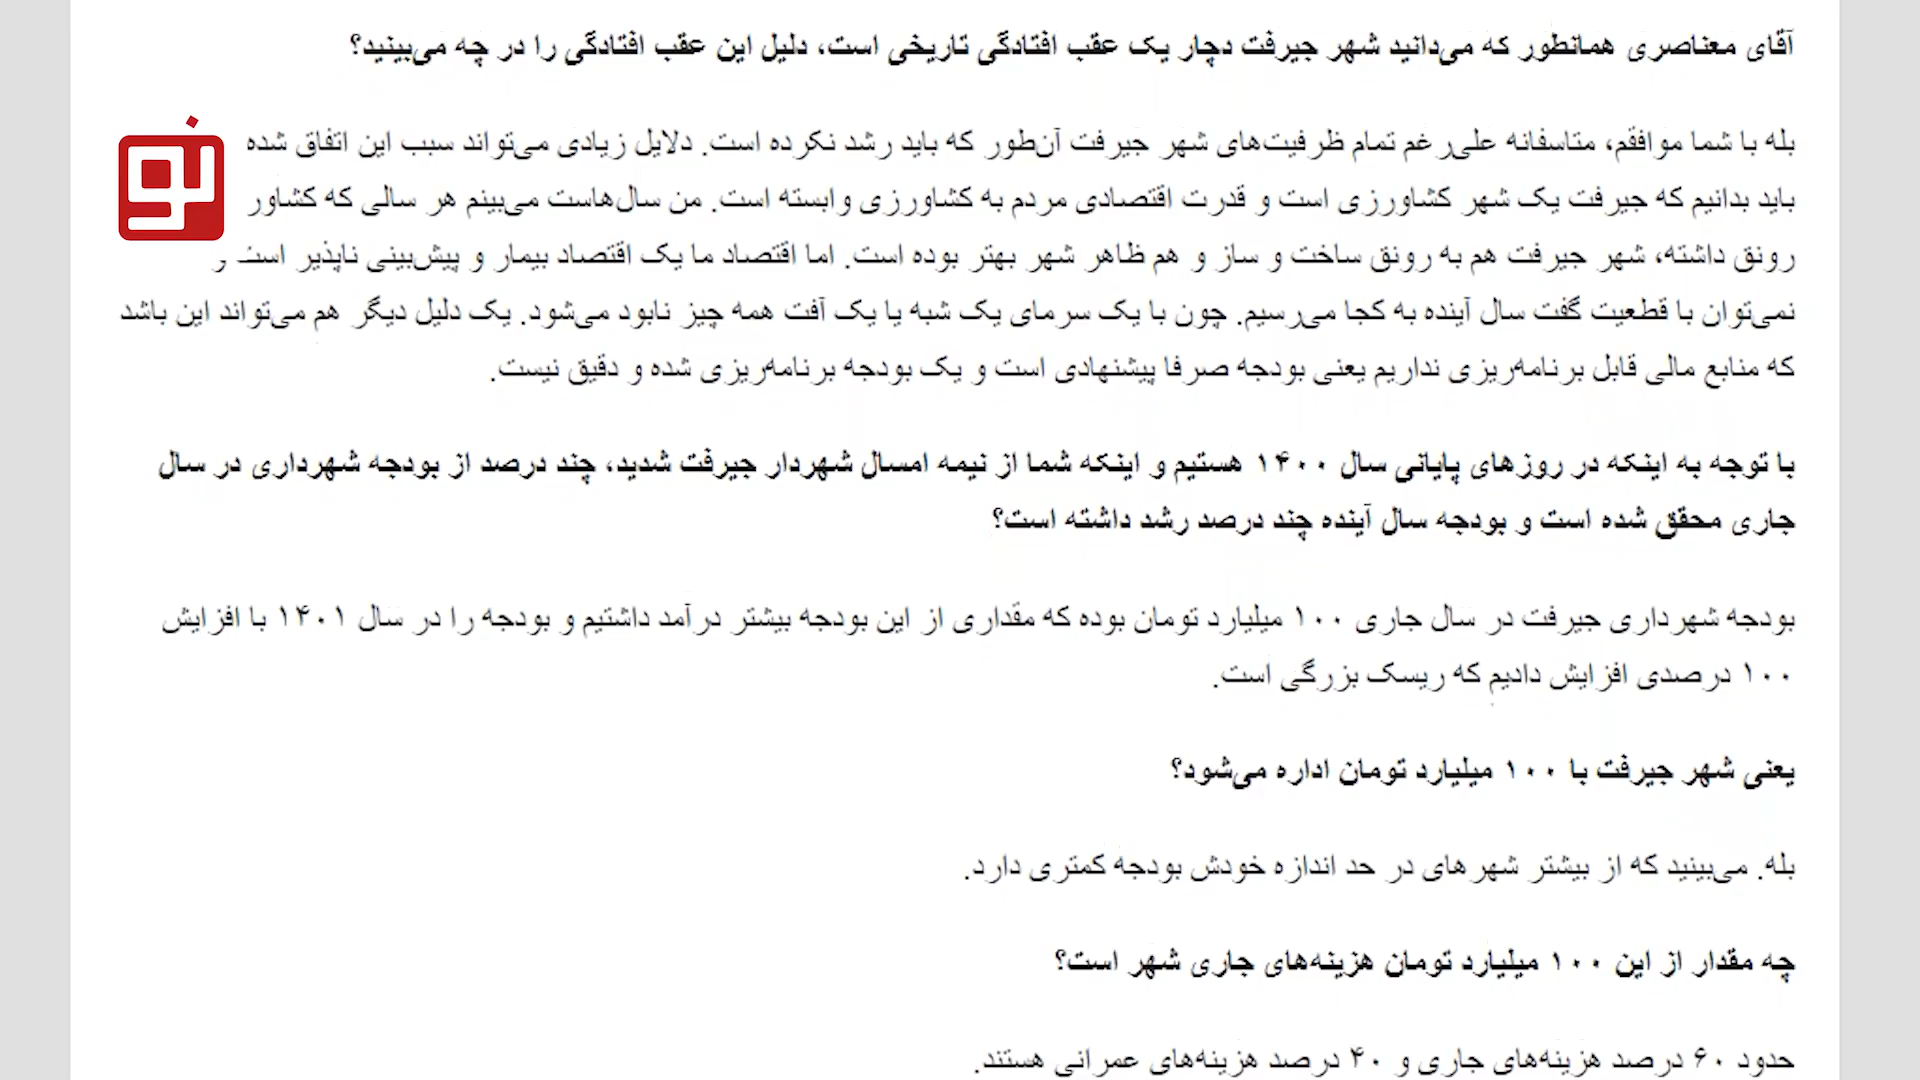 آقای معناصری همانطور که می‌دانید شهر جیرفت دچار یک عقب افتادگی تاریخی است، دلیل این عقب افتادگی را در چه می‌بینید؟
نو
بله با شما موافقم، متاسفانه علی‌رغم تمام ظرفیت‌های شهر جیرفت آن‌طور که باید رشد نکرده است. دلایل زیادی می‌تواند سبب این اتفاق شده
باید بدانیم که جیرفت یک شهر کشاورزی است و قدرت اقتصادی مردم به کشاورزی وابسته است. من سال‌هاست می‌بینم هر سالی که کشاور
رونق داشته، شهر جیرفت هم به رونق ساخت و ساز و هم ظاهر شهر بهتر بوده است. اما اقتصاد ما یک اقتصاد بیمار و پیش‌بینی ناپذیر است و
نمی‌توان با قطعیت گفت سال آینده به کجا می‌رسیم. چون با یک سرمای یک شبه یا یک آفت همه چیز نابود می‌شود. یک دلیل دیگر هم می‌تواند این باشد
که منابع مالی قابل برنامه‌ریزی نداریم یعنی بودجه صرفا پیشنهادی است و یک بودجه برنامه‌ریزی شده و دقیق نیست.
با توجه به اینکه در روزهای پایانی سال ۱۴۰۰ هستیم و اینکه شما از نیمه امسال شهردار جیرفت شدید، چند درصد از بودجه شهرداری در سال
جاری محقق شده است و بودجه سال آینده چند درصد رشد داشته است؟
بودجه شهرداری جیرفت در سال جاری ۱۰۰ میلیارد تومان بوده که مقداری از این بودجه بیشتر درآمد داشتیم و بودجه را در سال ۱۴۰۱ با افزایش
۱۰۰ درصدی افزایش دادیم که ریسک بزرگی است.
یعنی شهر جیرفت با ۱۰۰ میلیارد تومان اداره می‌شود؟
بله. می‌بینید که از بیشتر شهرهای در حد اندازه خودش بودجه کمتری دارد.
چه مقدار از این ۱۰۰ میلیارد تومان هزینه‌های جاری شهر است؟
حدود ۶۰ درصد هزینه‌های جاری و ۴۰ درصد هزینه‌های عمرانی هستند.